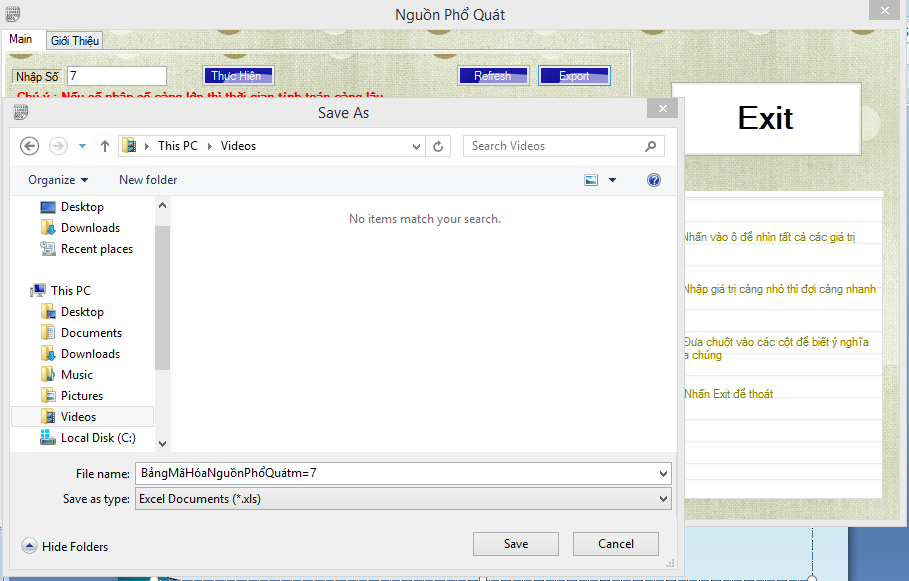 Nguồn Phổ Quát
Main
Giới Thiệu
Nhập Số
7
Thực Hiện
Refresh
Export
Chú ý : Nếu số nhập số càng lớn thì thời gian tính toán càng lâu
Exit
Save As
This PC
Videos
Search Videos
Organize
New folder
Desktop
Downloads
Recent places
This PC
Desktop
Documents
Downloads
Music
Pictures
Videos
Local Disk (C:)
No items match your search.
Nhấn vào ô để nhìn tất cả các giá trị
Nhập giá trị càng nhỏ thì đợi càng nhanh
Đưa chuột vào các cột để biết ý nghĩa
a chúng
Nhấn Exit để thoát
File name:
BảngMãHóaNguồnPhổQuátm=7
Save as type:
Excel Documents (*.xls)
Hide Folders
Save
Cancel